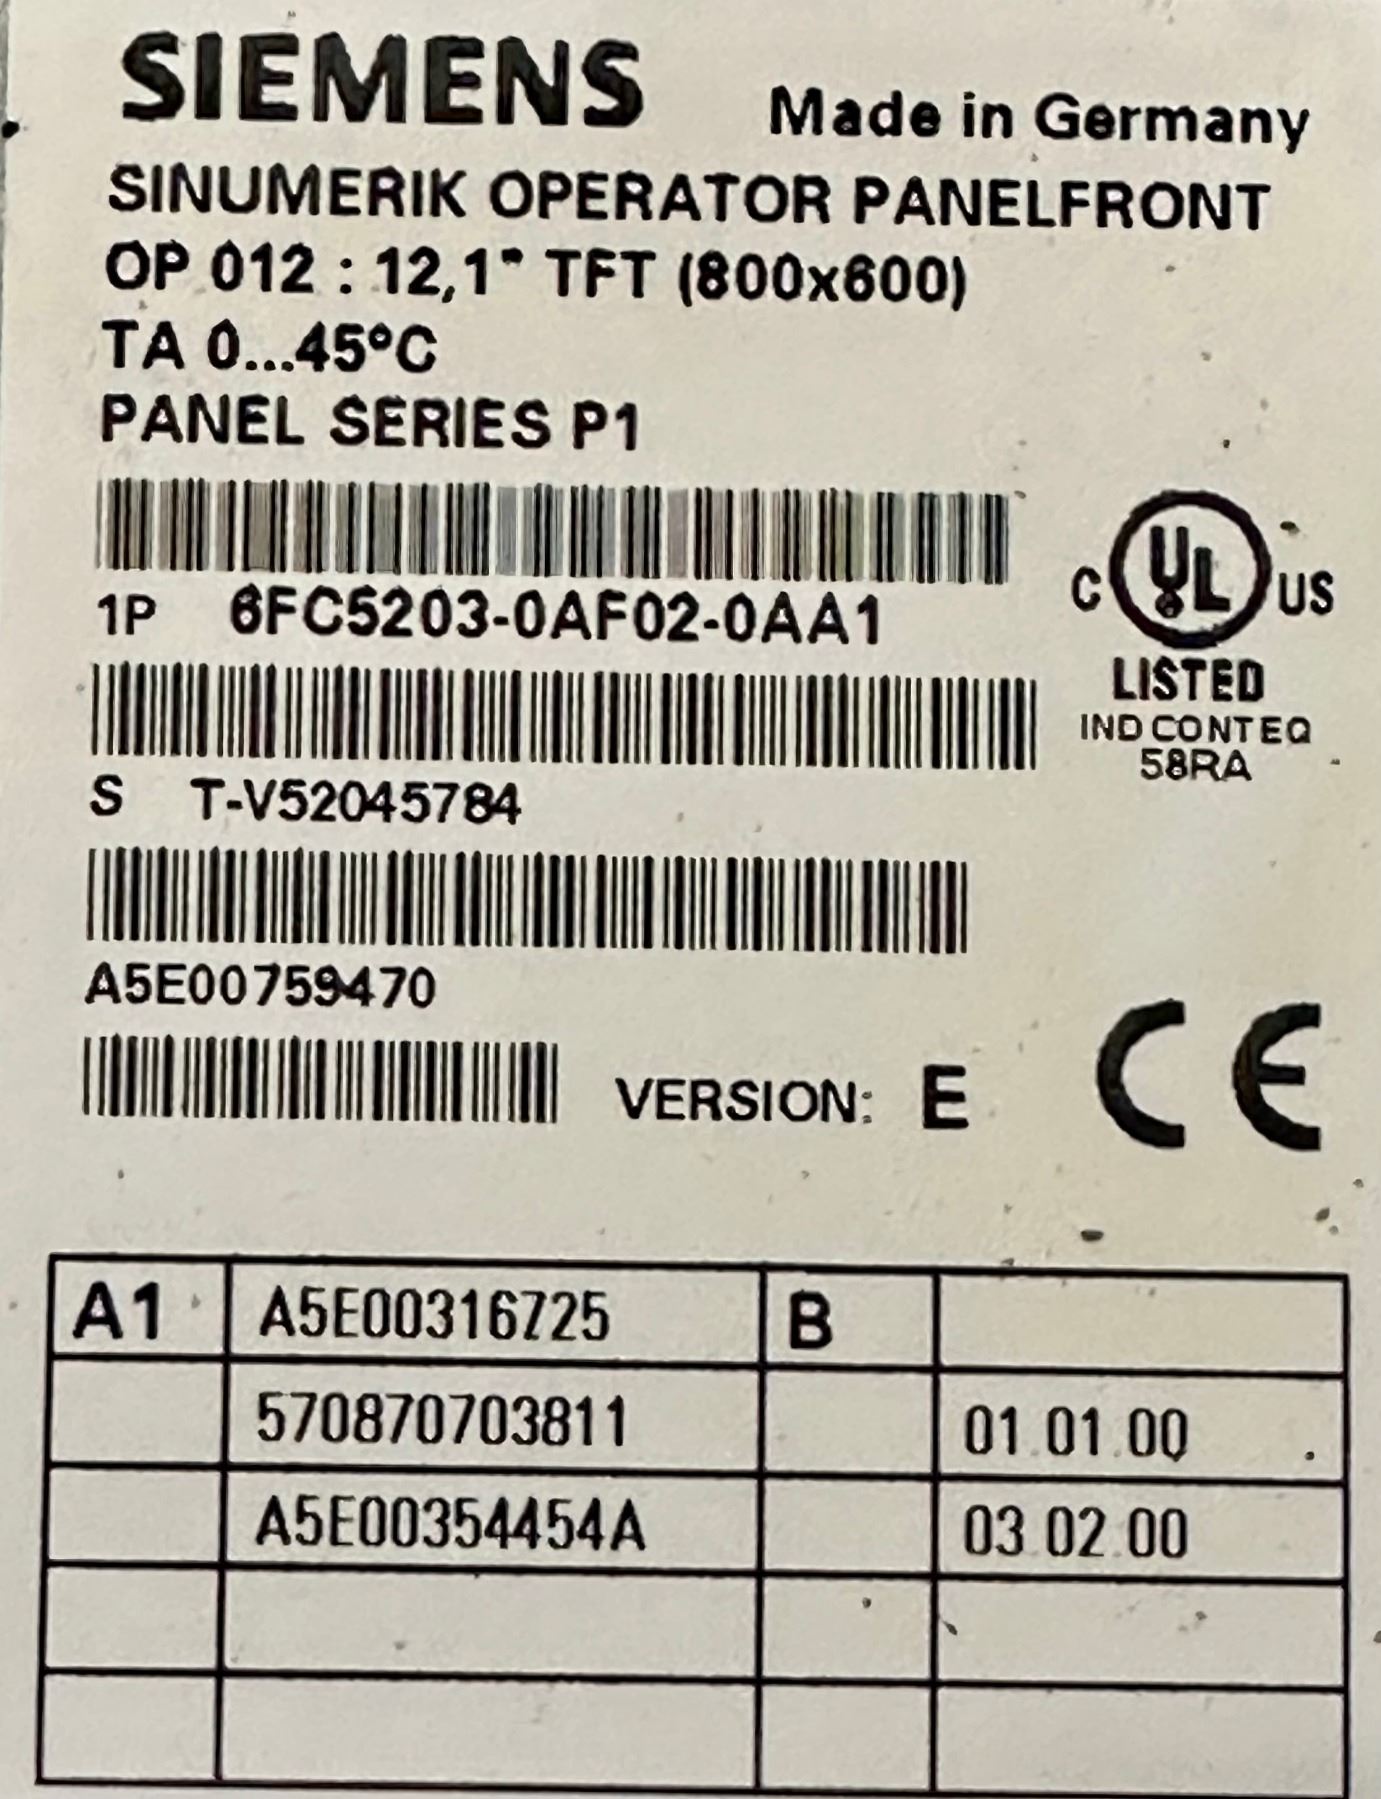 SIEMENS
Made in Germany
SINUMERIK OPERATOR PANELFRONT
OP 012 : 12,1" TFT (800x600)
TA 0...45°C
PANEL SERIES P1
1P 6FC5203-0AF02-0AA1
C UL US
LISTED
IND CONT EQ
58RA
S T-V52045784
A5E00759470
VERSION: E
CE
A1 A5E00316725 B
570870703811 01.01.00
A5E00354454A 03.02.00